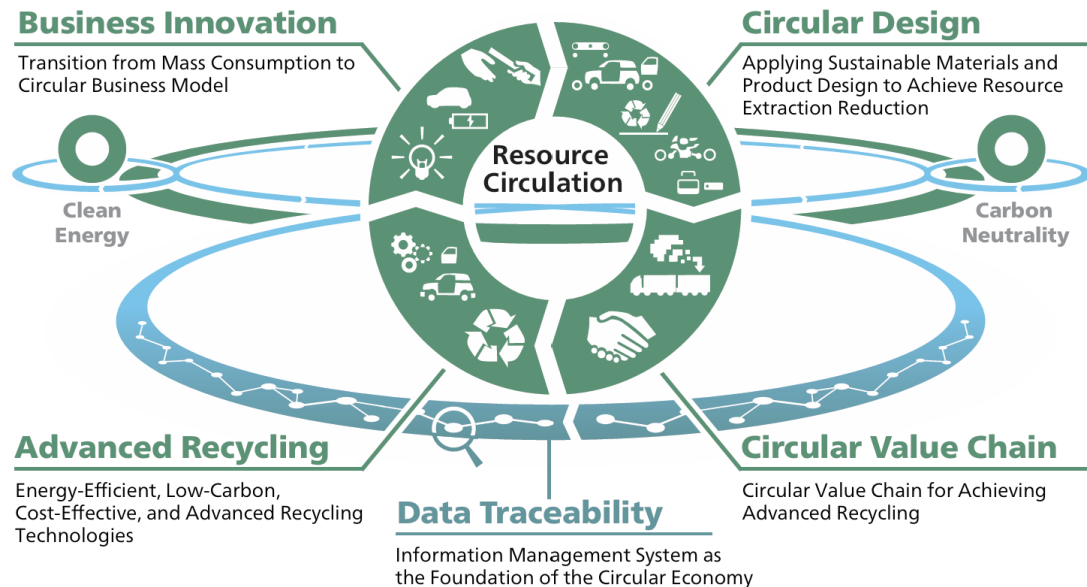 Business Innovation
Transition from Mass Consumption to
Circular Business Model
Circular Design
Applying Sustainable Materials and
Product Design to Achieve Resource
Extraction Reduction
Resource
Circulation
Clean
Energy
Carbon
Neutrality
Advanced Recycling
Energy-Efficient, Low-Carbon,
Cost-Effective, and Advanced Recycling
Technologies
Circular Value Chain
Circular Value Chain for Achieving
Advanced Recycling
Data Traceability
Information Management System as
the Foundation of the Circular Economy